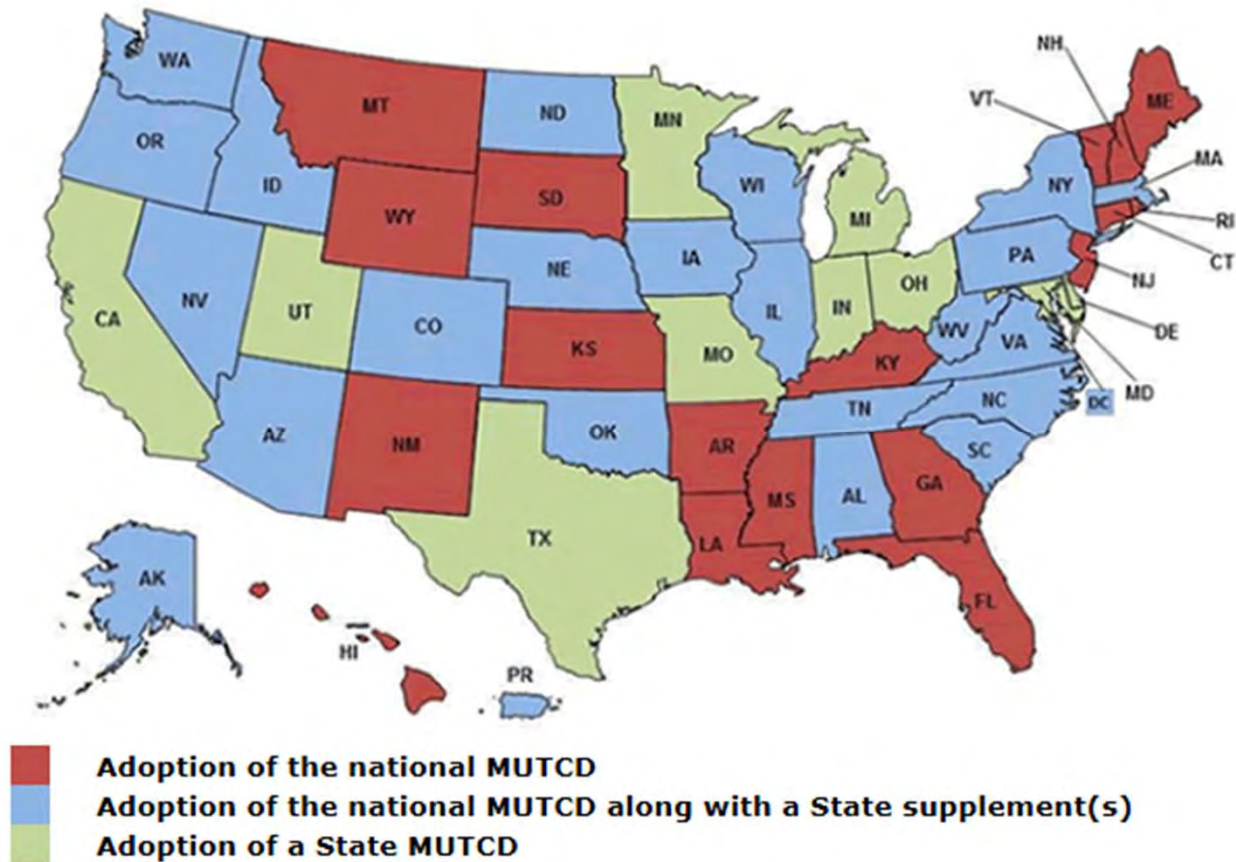 WA
MT
ND
MN
NH
VT
ME
OR
ID
SD
WI
MI
NY
MA
WY
RI
CT
NE
IA
PA
NJ
NV
UT
CO
IL
IN
OH
DE
CA
KS
MO
WV
VA
KY
MD
DC
AZ
NM
OK
TN
NC
AR
SC
MS
AL
GA
TX
LA
AK
FL
HI
PR
Adoption of the national MUTCD
Adoption of the national MUTCD along with a State supplement(s)
Adoption of a State MUTCD